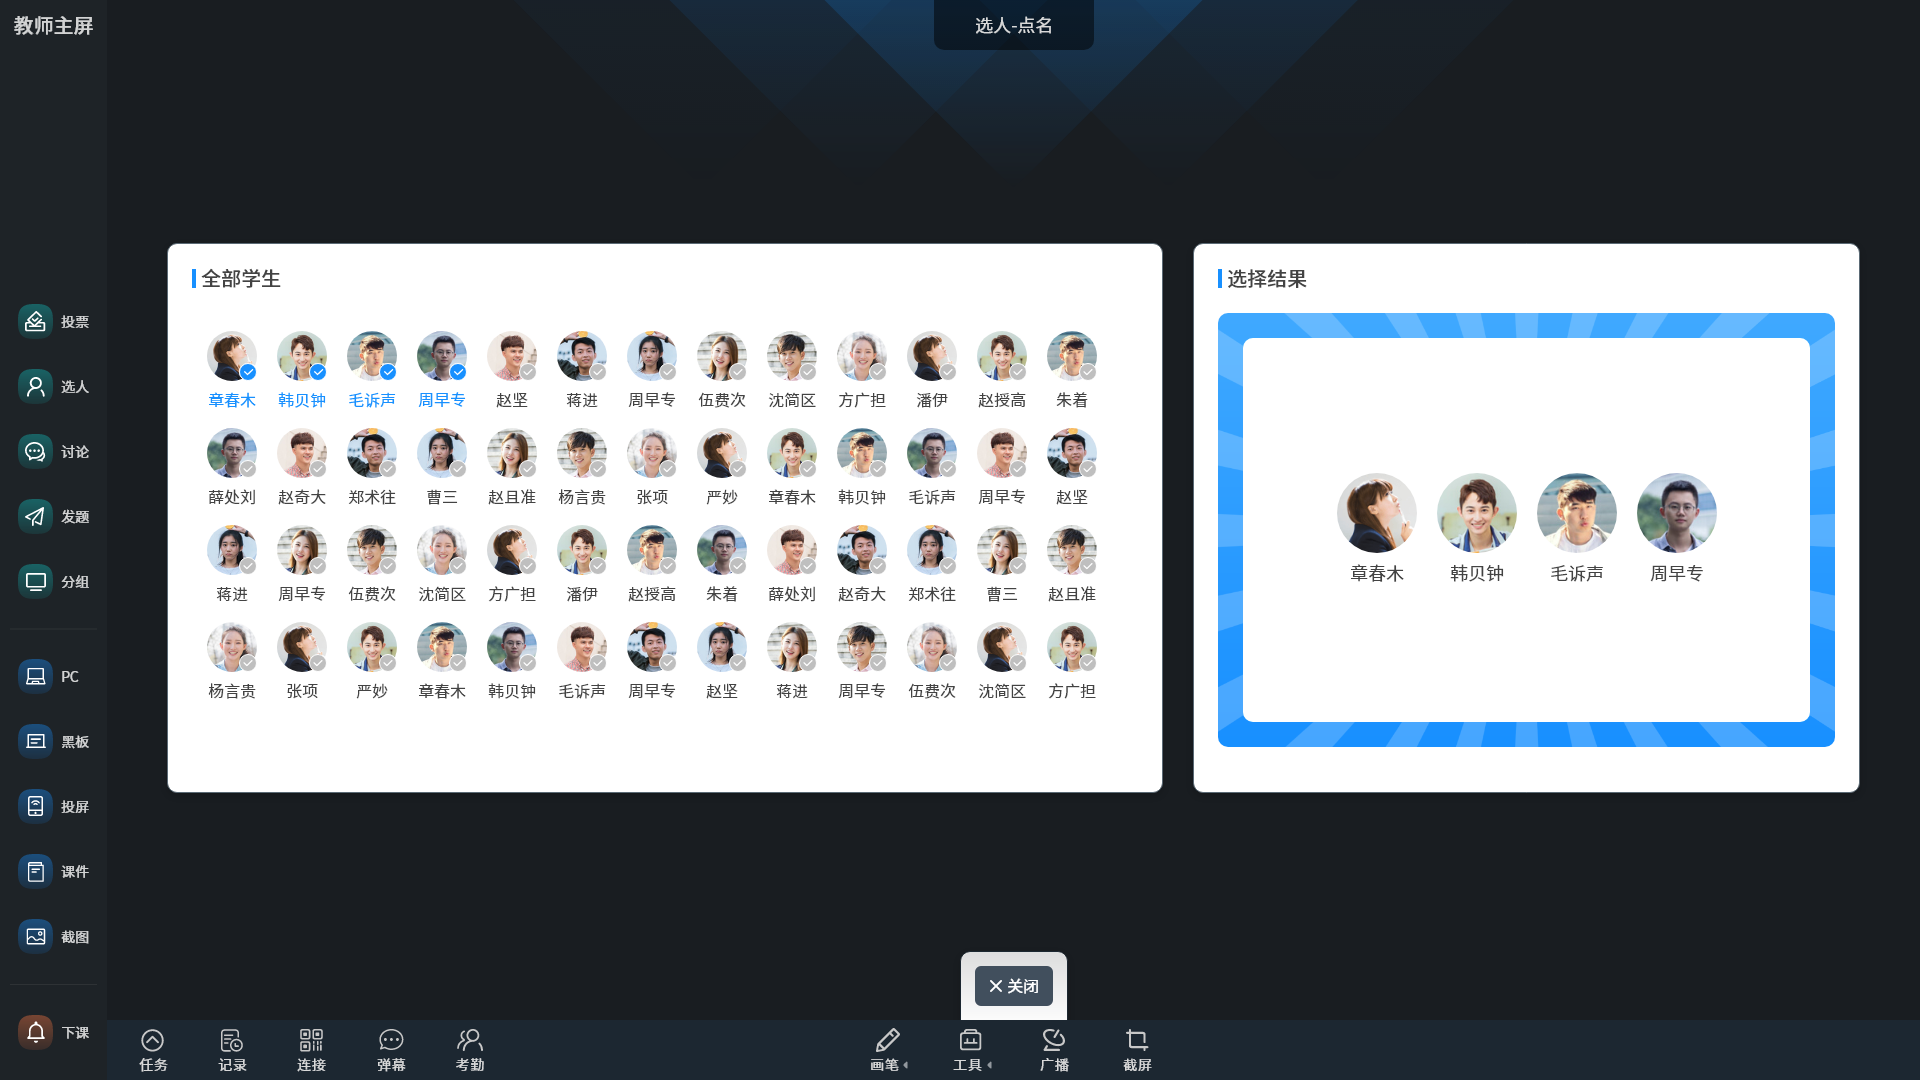 教师主屏
选人-点名
全部学生
章春木 韩贝钟 毛诉声 周早专 赵坚 蒋进 周早专 伍费次 沈简区 方广担 潘伊 赵授高 朱着
薛处刘 赵奇大 郑术往 曹三 赵且准 杨言贵 张项 严妙 章春木 韩贝钟 毛诉声 周早专 赵坚
蒋进 周早专 伍费次 沈简区 方广担 潘伊 赵授高 朱着 薛处刘 赵奇大 郑术往 曹三 赵且准
杨言贵 张项 严妙 章春木 韩贝钟 毛诉声 周早专 赵坚 蒋进 周早专 伍费次 沈简区 方广担
选择结果
章春木 韩贝钟 毛诉声 周早专
投票
选人
讨论
发题
分组
PC
黑板
投屏
课件
截图
下课
关闭
任务 记录 连接 弹幕 考勤 画笔 工具 广播 截屏